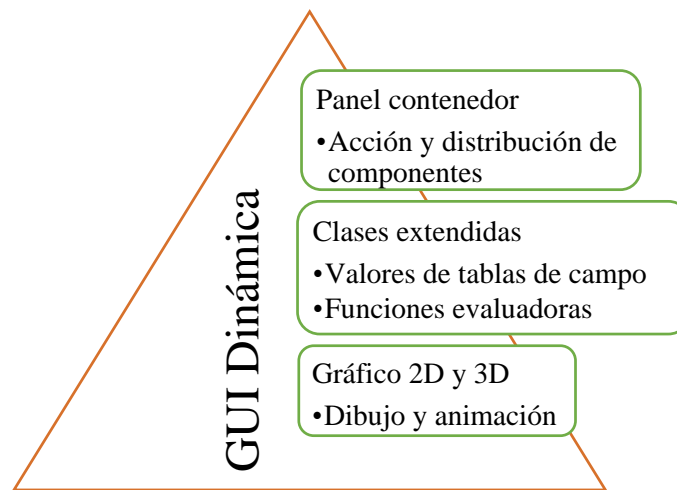 GUI Dinámica
Panel contenedor
•Acción y distribución de
componentes
Clases extendidas
•Valores de tablas de campo
•Funciones evaluadoras
Gráfico 2D y 3D
•Dibujo y animación